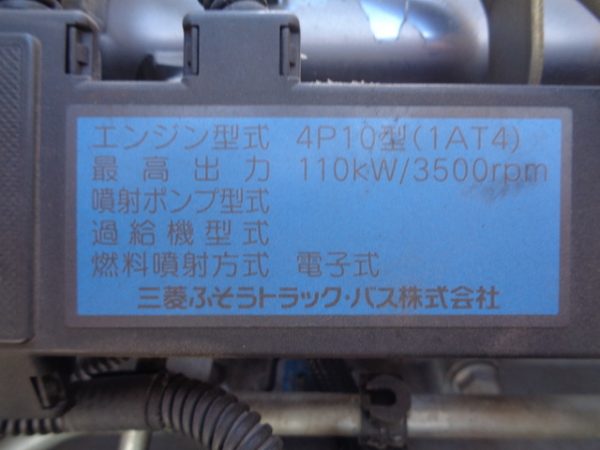 エンジン型式 4P10型(1AT4)
最高出力 110kW/3500rpm
噴射ポンプ型式
過給機型式
燃料噴射方式 電子式
三菱ふそうトラック・バス株式会社